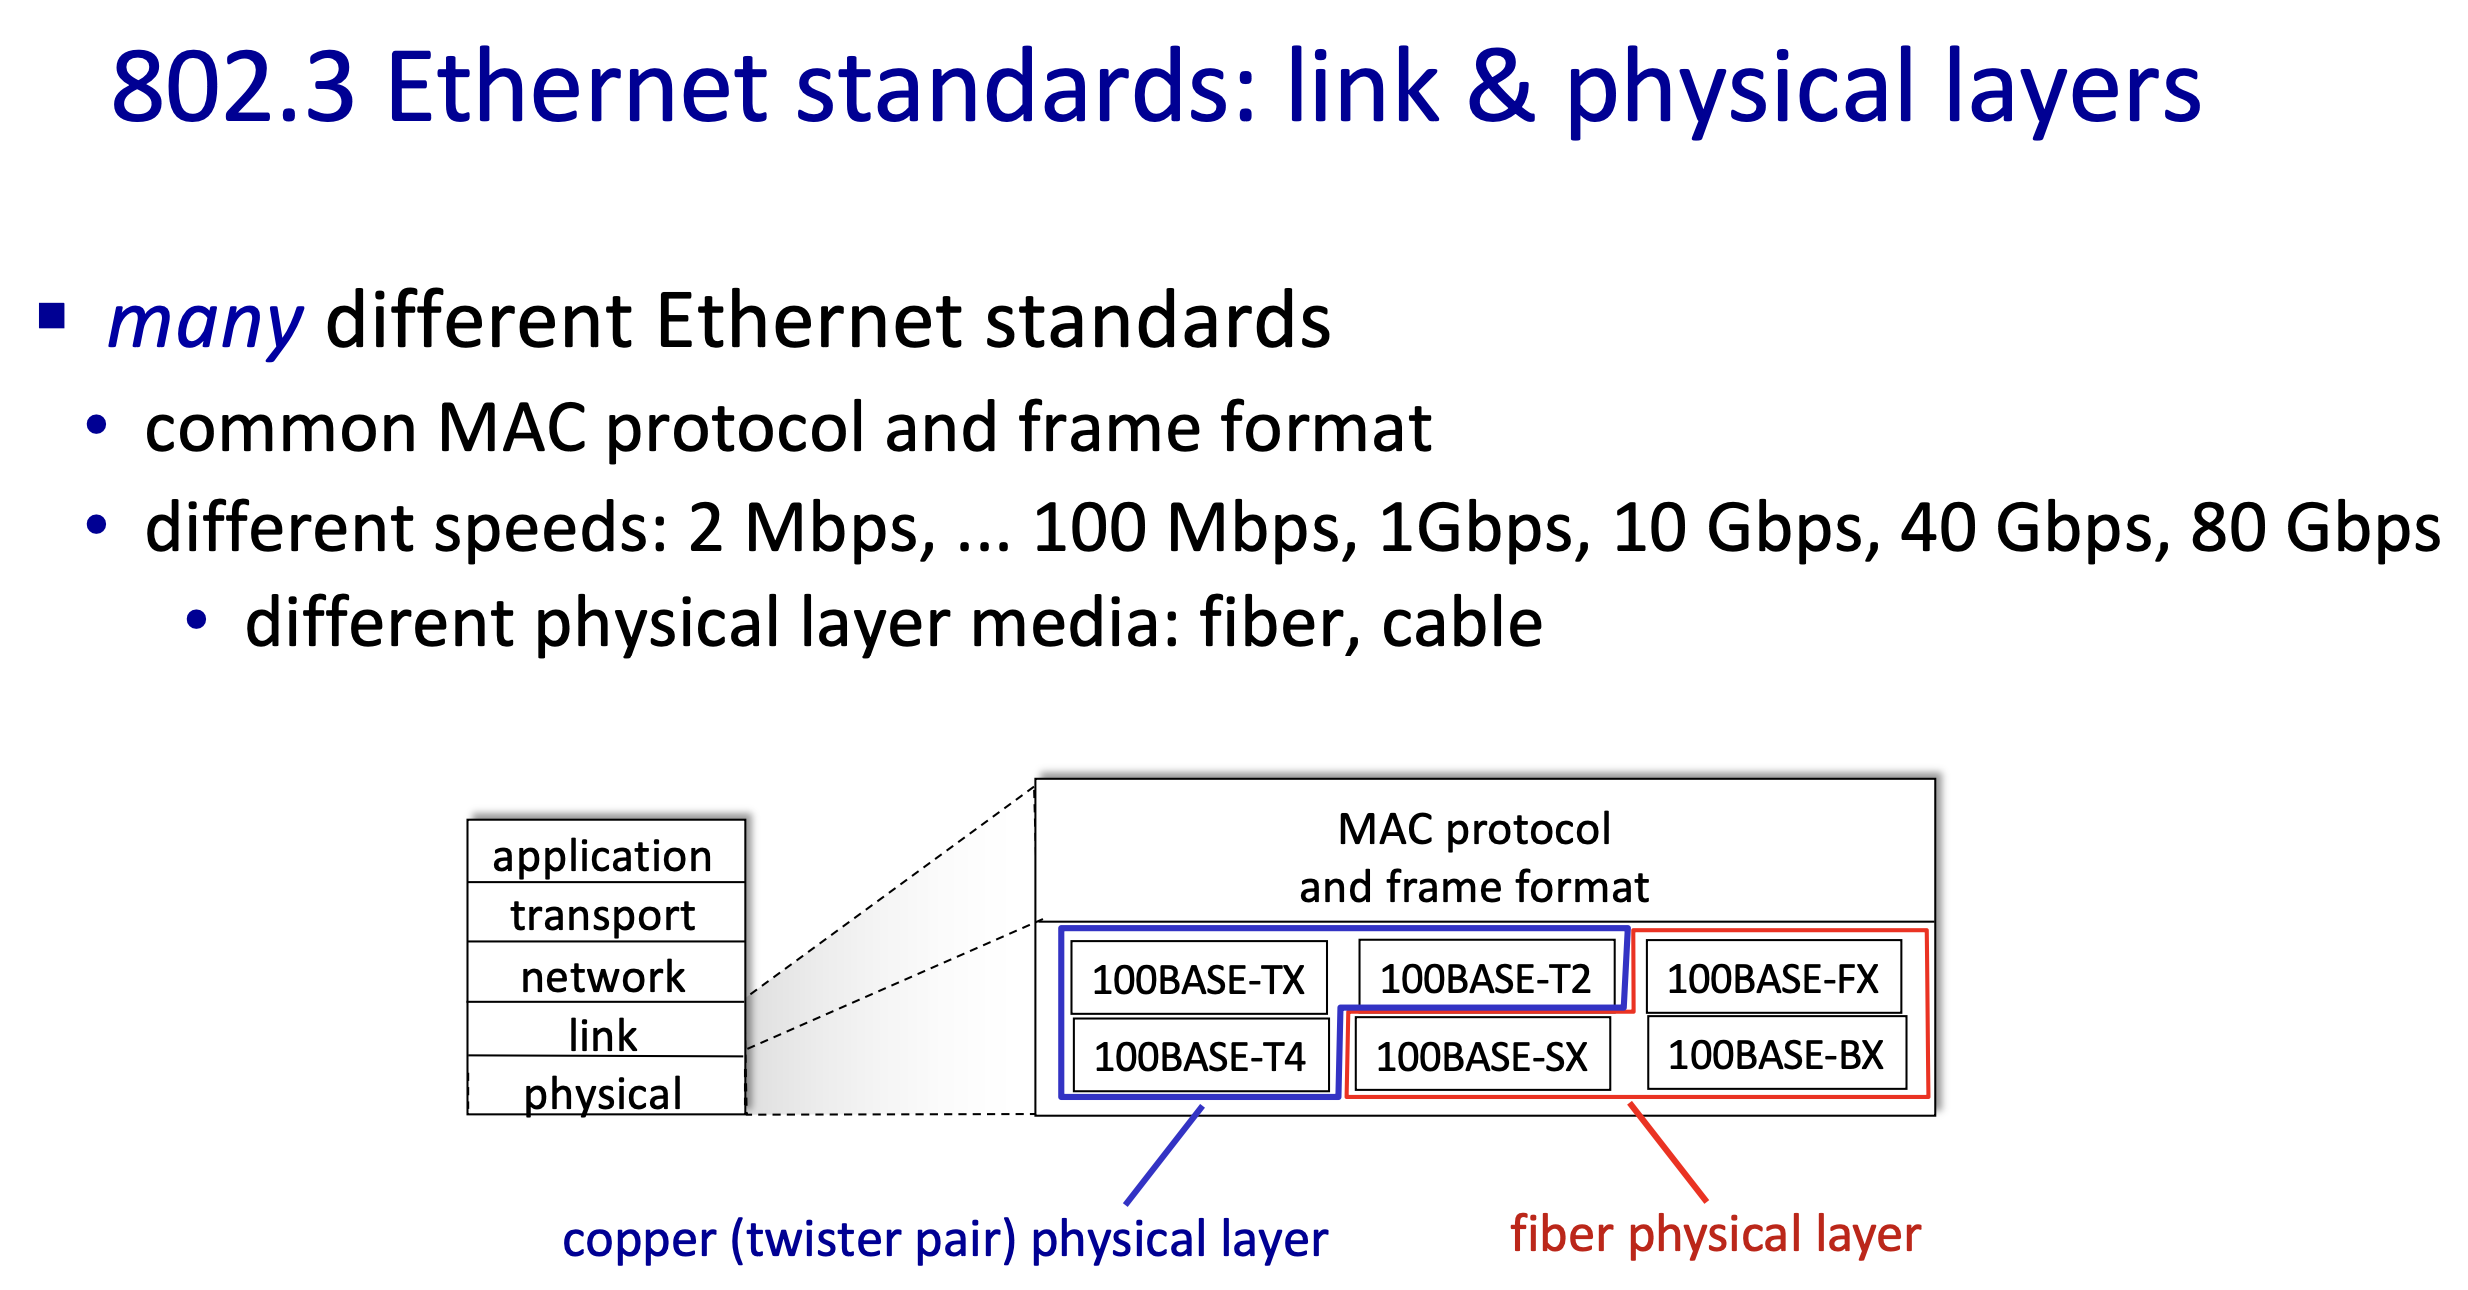 802.3 Ethernet standards: link & physical layers
▪ many different Ethernet standards
• common MAC protocol and frame format
• different speeds: 2 Mbps, ... 100 Mbps, 1Gbps, 10 Gbps, 40 Gbps, 80 Gbps
• different physical layer media: fiber, cable
application
transport
network
link
physical
MAC protocol
and frame format
100BASE-TX
100BASE-T2
100BASE-FX
100BASE-T4
100BASE-SX
100BASE-BX
copper (twister pair) physical layer
fiber physical layer